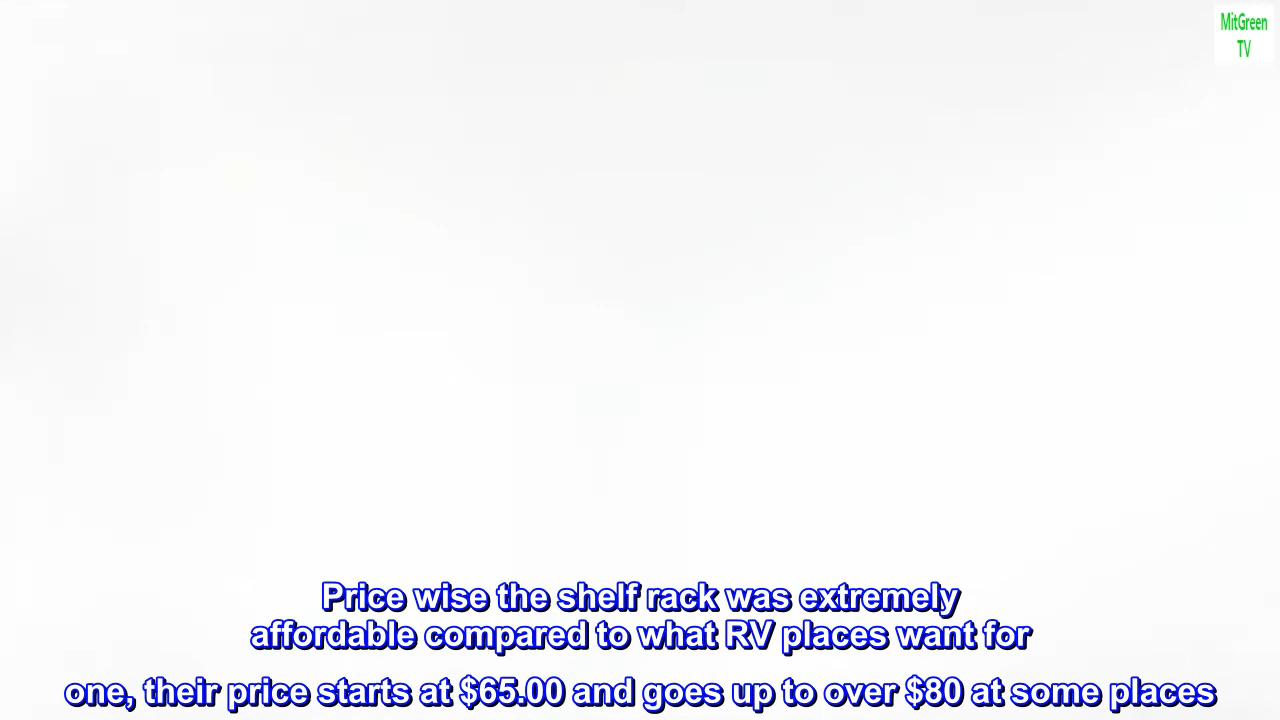 MitGreen
TV
Price wise the shelf rack was extremely
affordable compared to what RV places want for
one, their price starts at $65.00 and goes up to over $80 at some places